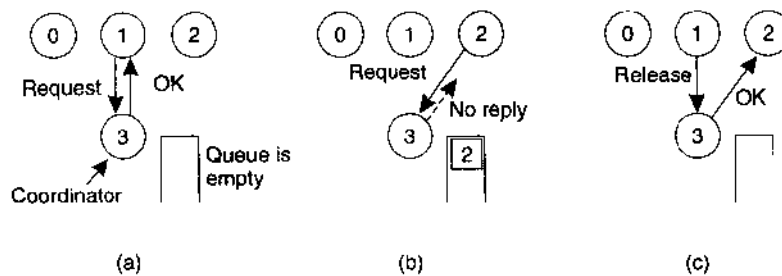 0 1 2
Request OK
3
Queue is
empty
Coordinator
(a)
0 1 2
Request
No reply
3
2
(b)
0 1 2
Release
OK
3
(c)